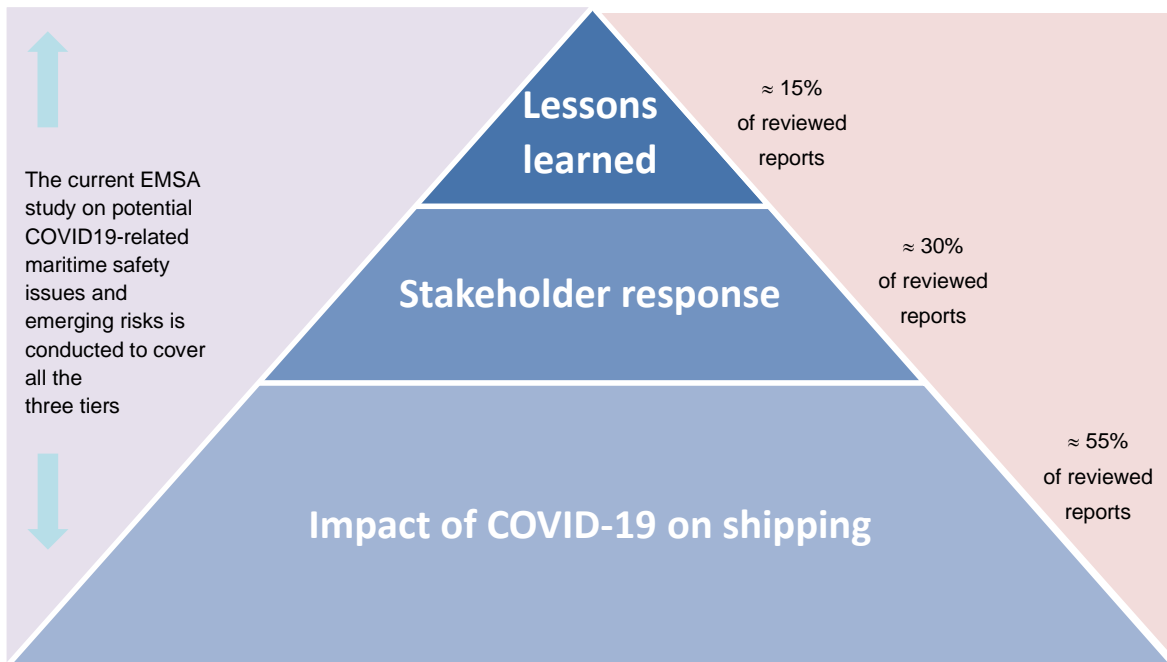 Lessons
learned
≈ 15%
of reviewed
reports
The current EMSA
study on potential
COVID19-related
maritime safety
issues and
emerging risks is
conducted to cover
all the
three tiers
Stakeholder response
≈ 30%
of reviewed
reports
Impact of COVID-19 on shipping
≈ 55%
of reviewed
reports